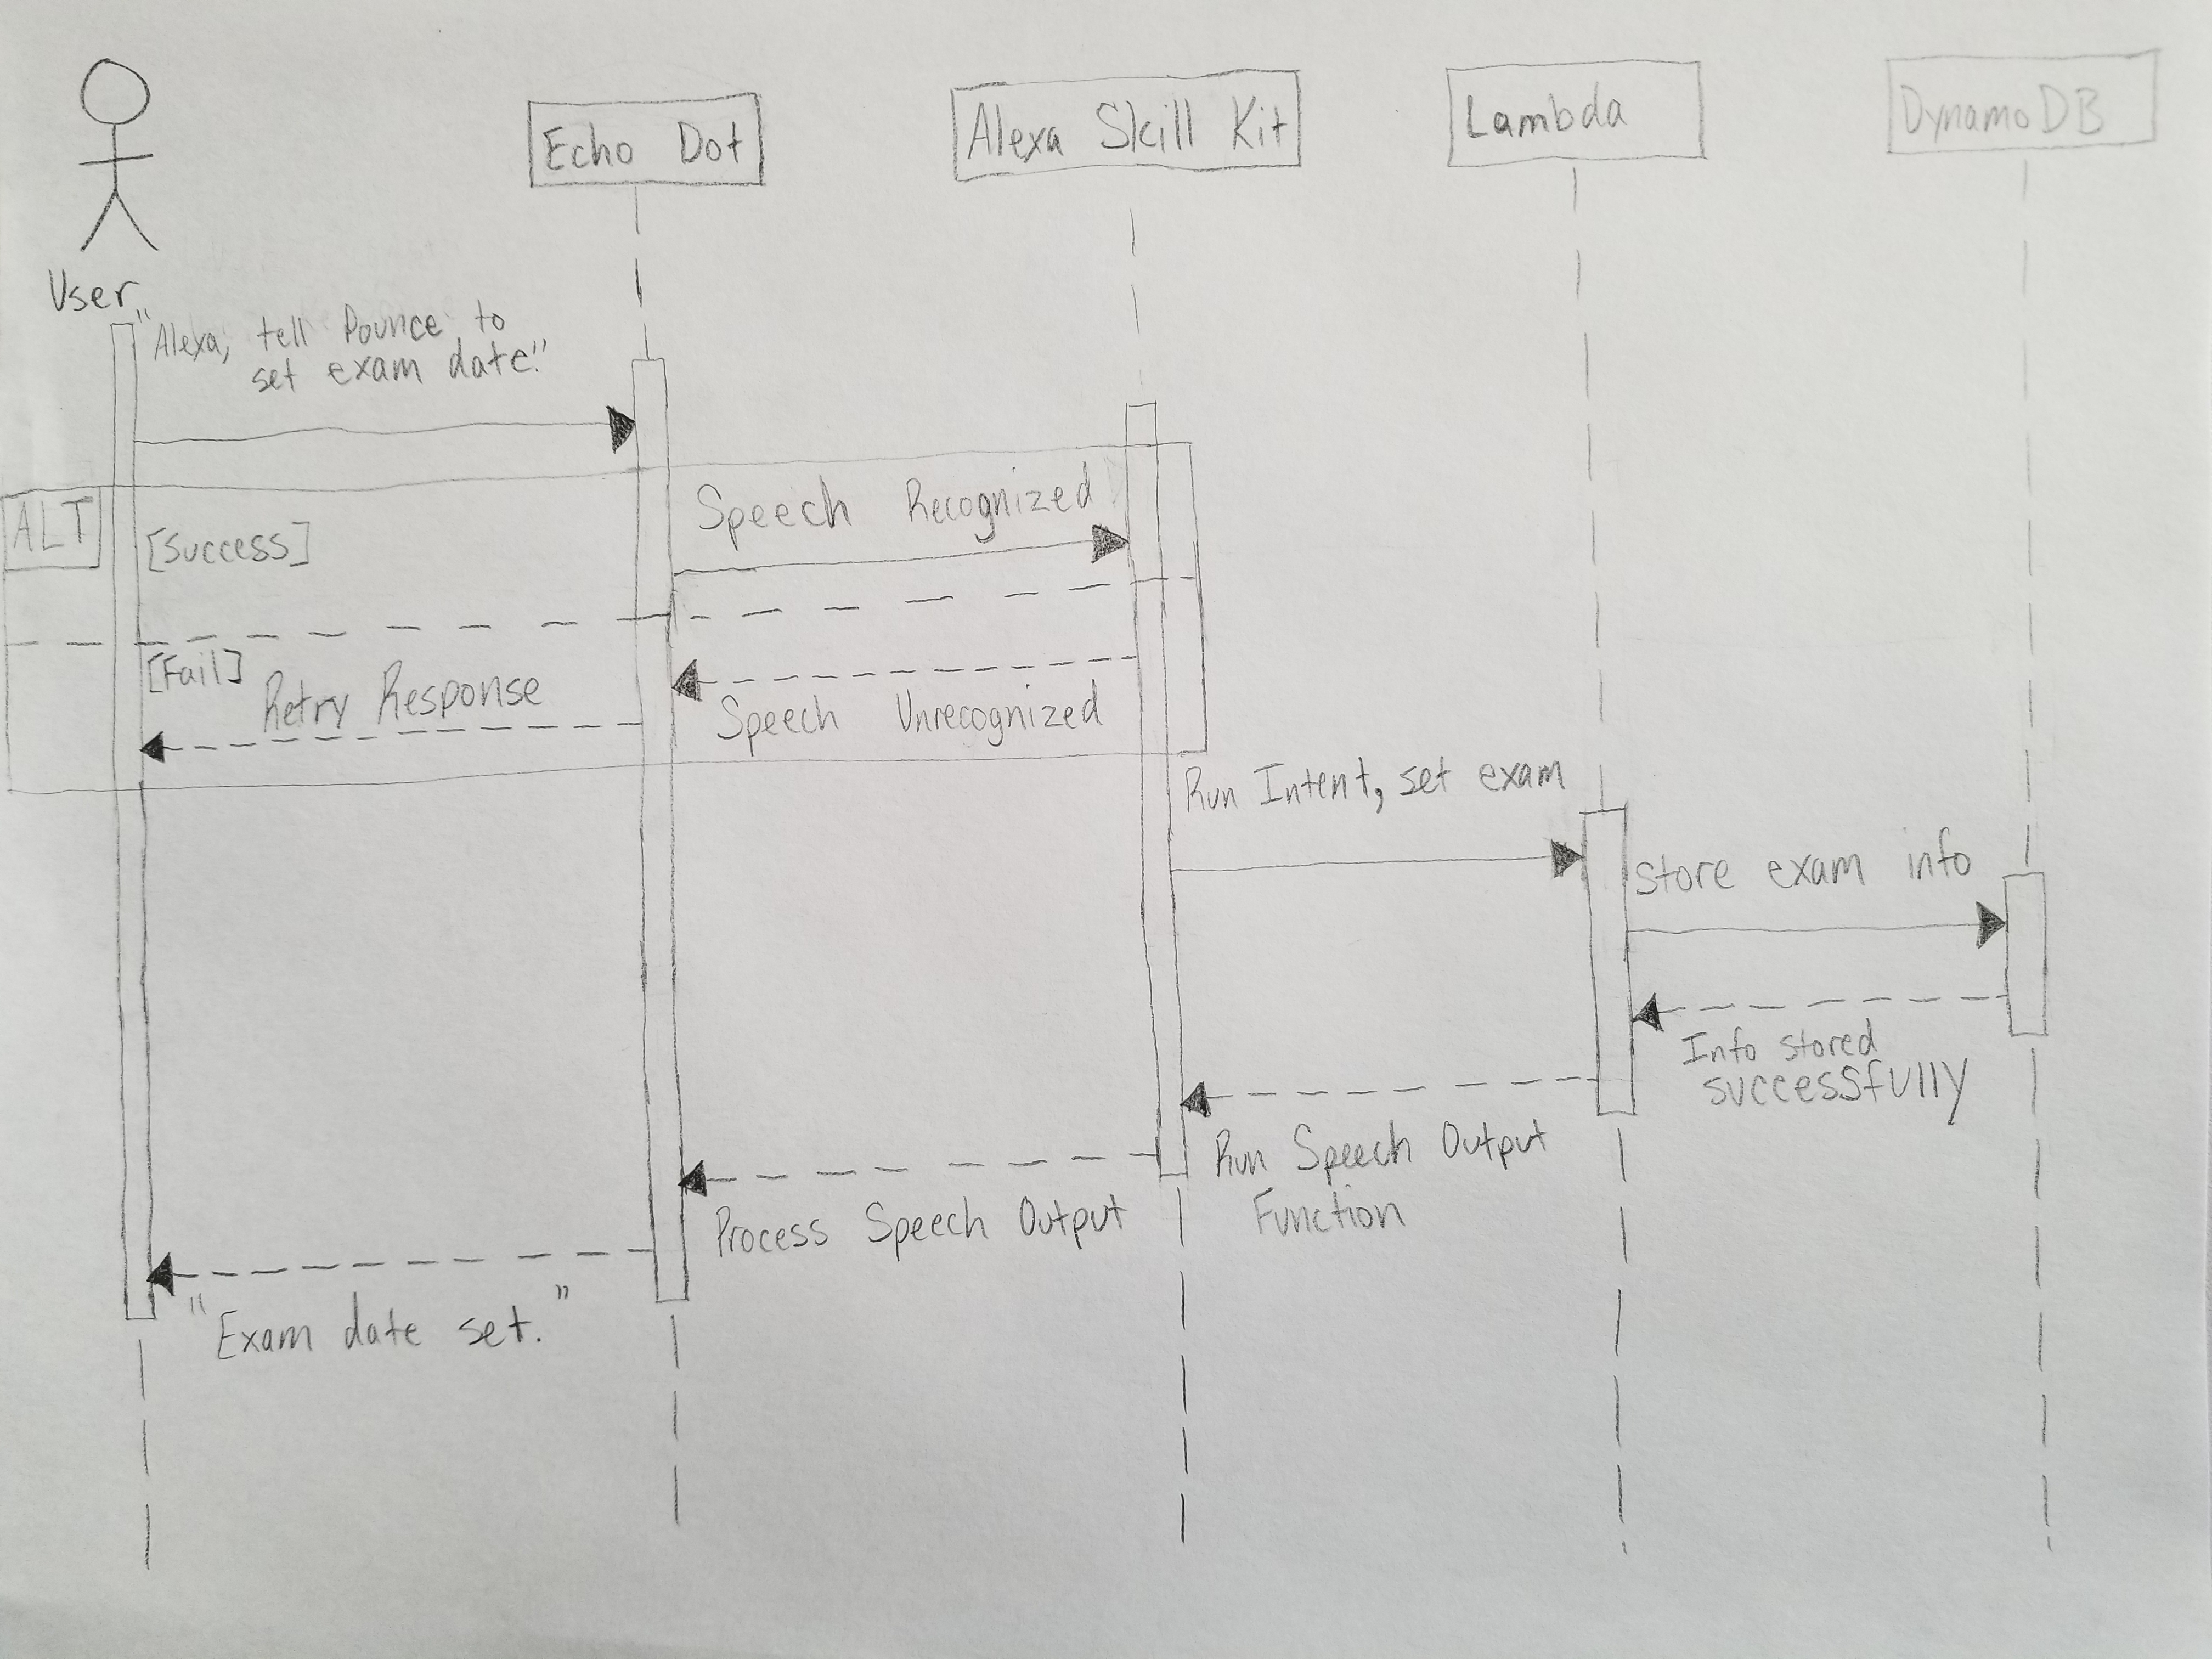 Echo Dot
Alexa Skill Kit
Lambda
DynamoDB
User
"Alexa, tell Pounce to
set exam date."
ALT
[Success]
Speech Recognized
[Fail]
Retry Response
Speech Unrecognized
Run Intent, set exam
store exam info
Info stored
successfully
Run Speech Output
Function
Process Speech Output
"Exam date set."